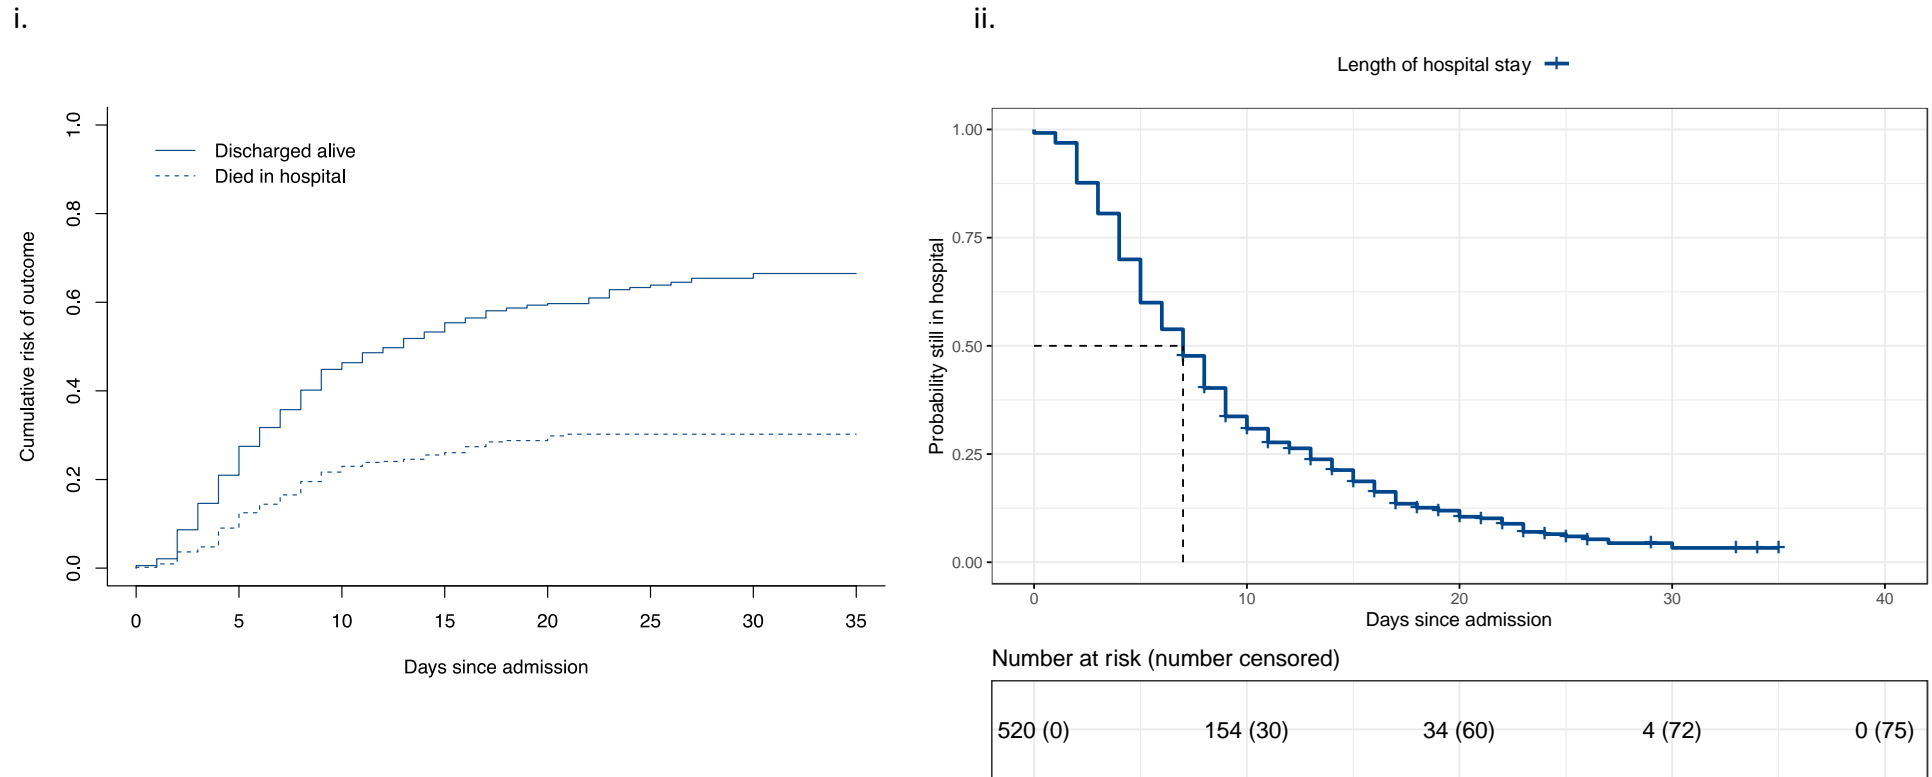 i.
1.0
0.8
0.6
0.4
0.2
0.0
Cumulative risk of outcome
Discharged alive
Died in hospital
0 5 10 15 20 25 30 35
Days since admission
ii.
Length of hospital stay
1.00
0.75
0.50
0.25
0.00
Probability still in hospital
0 10 20 30 40
Days since admission
Number at risk (number censored)
520 (0) 154 (30) 34 (60) 4 (72) 0 (75)